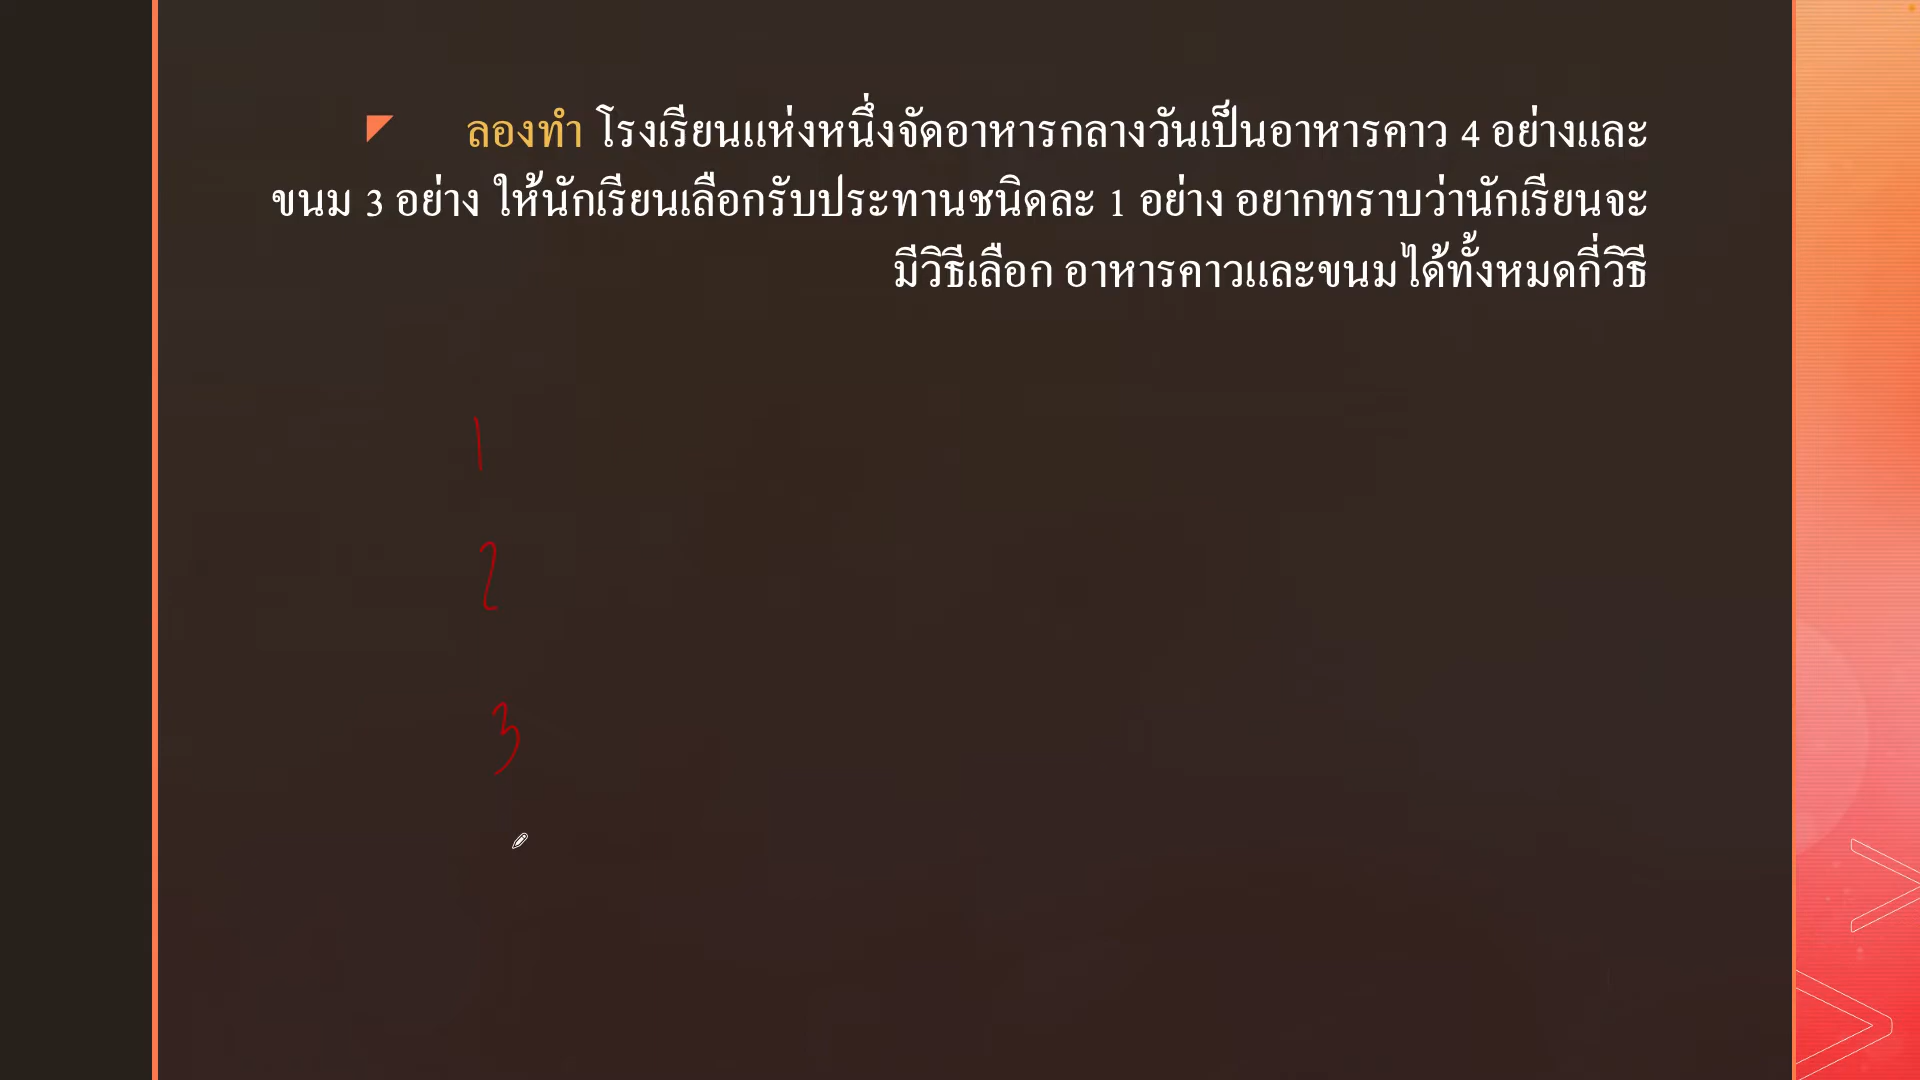 ลองทำ โรงเรียนแห่งหนึ่งจัดอาหารกลางวันเป็นอาหารคาว 4 อย่างและ
ขนม 3 อย่าง ให้นักเรียนเลือกรับประทานชนิดละ 1 อย่าง อยากทราบว่านักเรียนจะ
มีวิธีเลือก อาหารคาวและขนมได้ทั้งหมดกี่วิธี
1
2
3